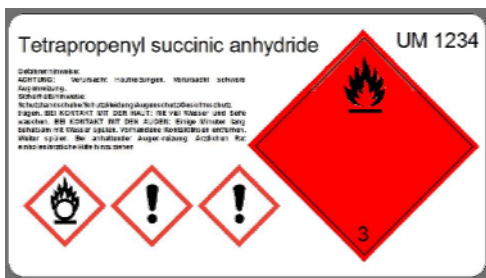 Tetrapropenyl succinic anhydride
UM 1234
Gefahrenhinweise:
ACHTUNG: Verursacht Hautreizungen. Verursacht schwere
Augenreizung.
Sicherheitshinweise:
Schutzhandschuhe/Schutzkleidung/Augenschutz/Gesichtsschutz
tragen. BEI KONTAKT MIT DER HAUT: mit viel Wasser und Seife
waschen. BEI KONTAKT MIT DEN AUGEN: Einige Minuten lang
behutsam mit Wasser spülen. Vorhandene Kontaktlinsen entfernen.
Weiter spülen. Bei anhaltender Augenreizung: Ärztlichen Rat
einholen/ärztliche Hilfe hinzuziehen
3